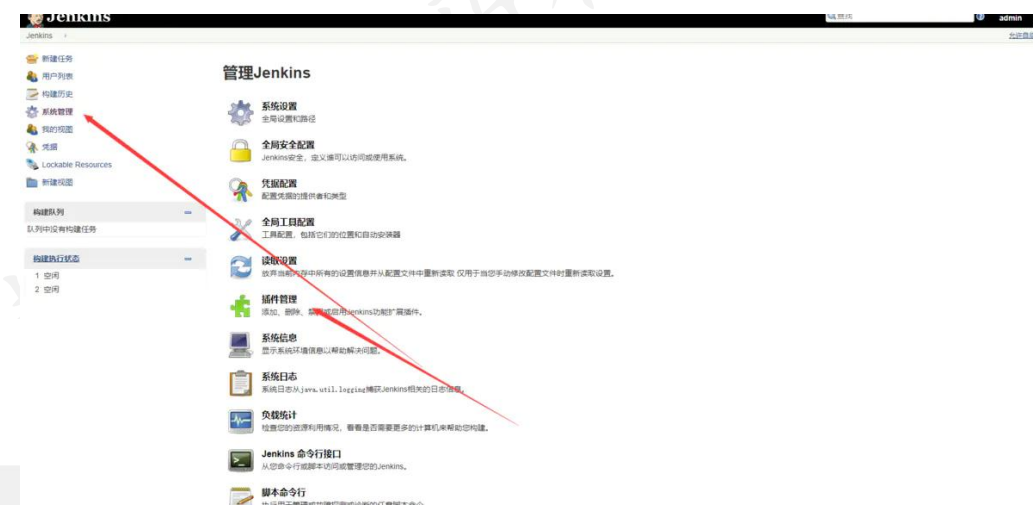 Jenkins
查找
admin
Jenkins
新建任务
用户列表
构建历史
系统管理
我的视图
凭据
Lockable Resources
新建视图
构建队列
队列中没有构建任务
构建执行状态
1 空闲
2 空闲
管理Jenkins
系统设置
全局设置和路径
全局安全配置
Jenkins安全，定义谁可以访问或使用系统。
凭据配置
配置凭据的提供者和类型
全局工具配置
工具配置，包括它们的位置和自动安装器
读取设置
放弃当前内存中所有的设置信息并从配置文件中重新读取 仅用于当您手动修改配置文件时重新读取设置。
插件管理
添加、删除、禁用或启用Jenkins功能扩展插件。
系统信息
显示系统环境信息以帮助解决问题。
系统日志
系统日志从java.util.logging捕获Jenkins相关的日志信息。
负载统计
检查您的资源利用情况，看看是否需要更多的计算机来帮助您构建。
Jenkins 命令行接口
从您命令行或脚本访问或管理您的Jenkins。
脚本命令行